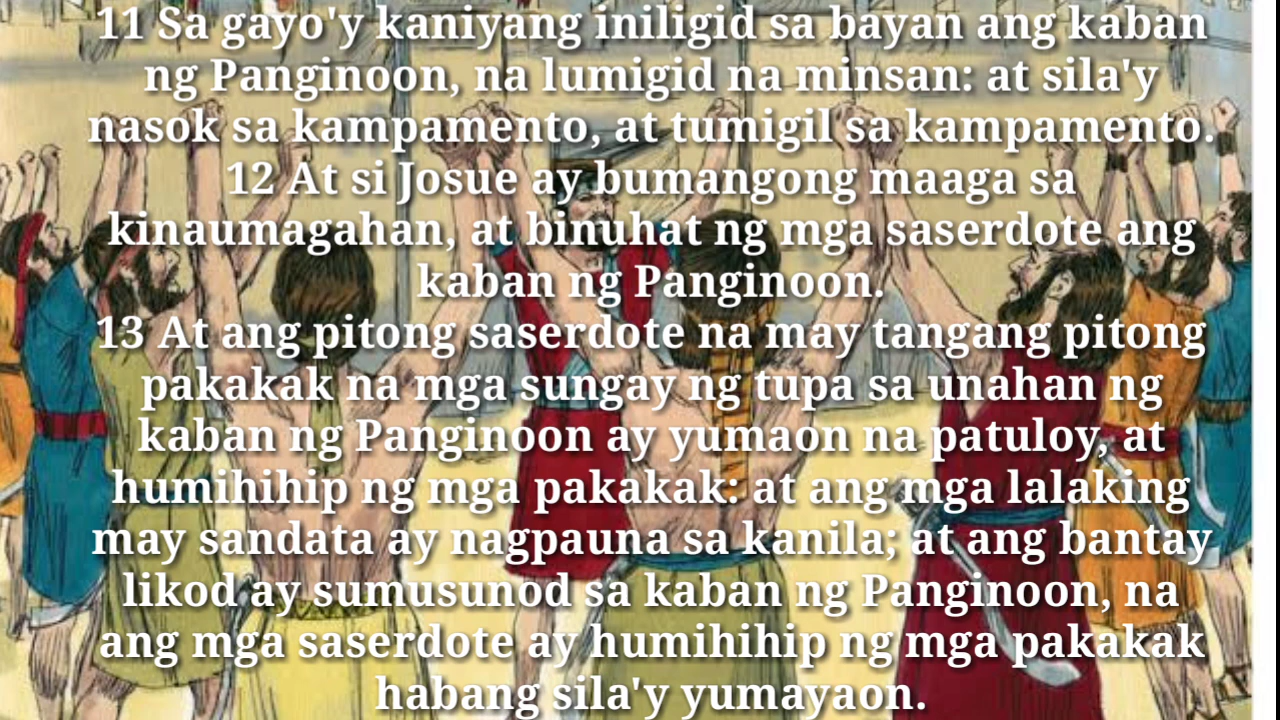 11 Sa gayo'y kaniyang iniligid sa bayan ang kaban
ng Panginoon, na lumigid na minsan: at sila'y
nasok sa kampamento, at tumigil sa kampamento.
12 At si Josue ay bumangong maaga sa
kinaumagahan, at binuhat ng mga saserdote ang
kaban ng Panginoon.
13 At ang pitong saserdote na may tangang pitong
pakakak na mga sungay ng tupa sa unahan ng
kaban ng Panginoon ay yumaon na patuloy, at
humihihip ng mga pakakak: at ang mga lalaking
may sandata ay nagpauna sa kanila; at ang bantay
likod ay sumusunod sa kaban ng Panginoon, na
ang mga saserdote ay humihihip ng mga pakakak
habang sila'y yumayaon.